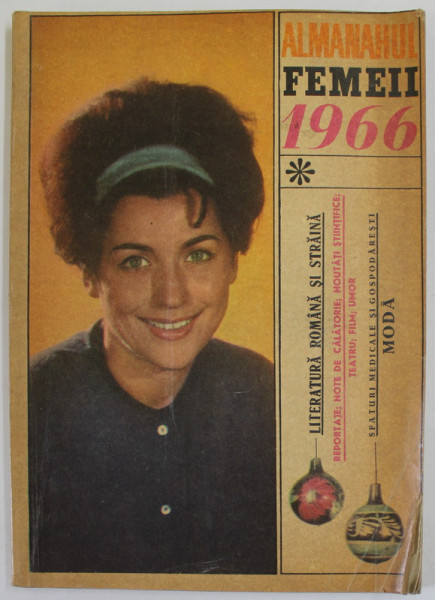 ALMANAHUL
FEMEII
1966
LITERATURĂ ROMÂNĂ ȘI STRĂINĂ
REPORTAJE; NOTE DE CĂLĂTORIE; NOUTĂȚI ȘTIINȚIFICE;
TEATRU; FILM; UMOR
SFATURI MEDICALE ȘI GOSPODĂREȘTI
MODĂ